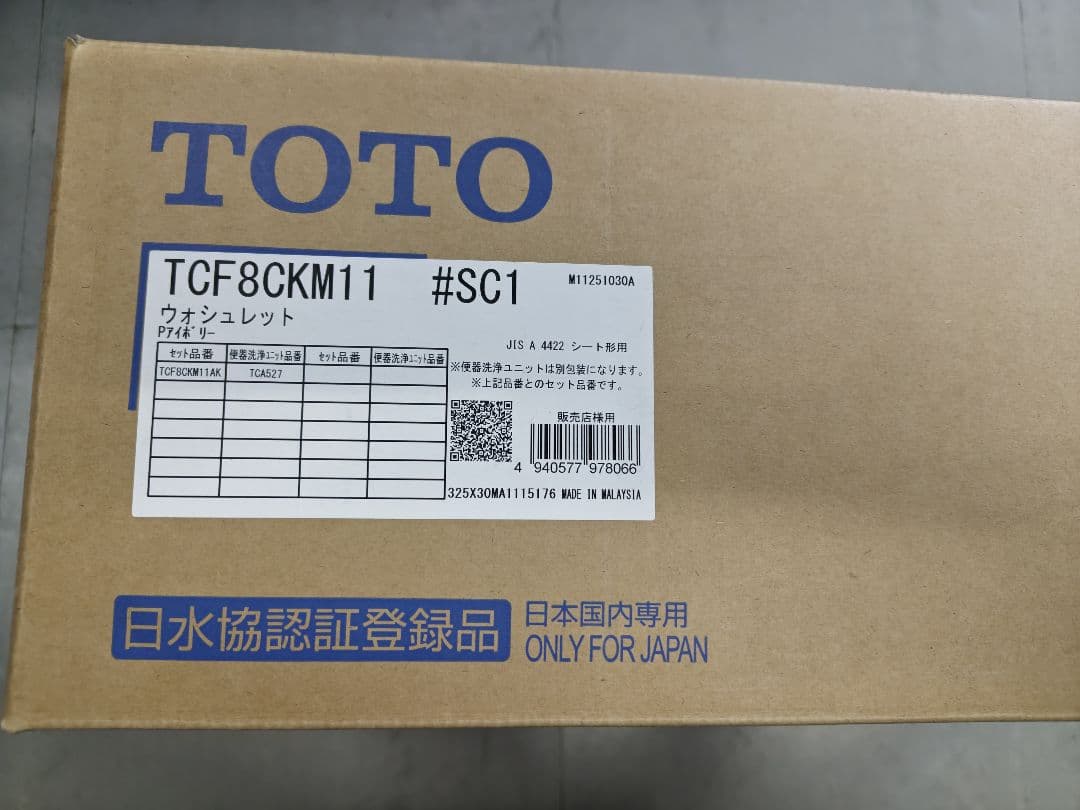 TOTO
TCF8CKM11 #SC1 M11251030A
ウォシュレット
Pアイボリー
JIS A 4422 シート形用
セット品番 便器洗浄ユニット品番 セット品番 便器洗浄ユニット品番
TCF8CKM11AK TCA527
※便器洗浄ユニットは別包装になります。
※上記品番とのセット品番です。
販売店様用
4 940577 978066
325X30MA1115176 MADE IN MALAYSIA
日水協認証登録品
日本国内専用
ONLY FOR JAPAN